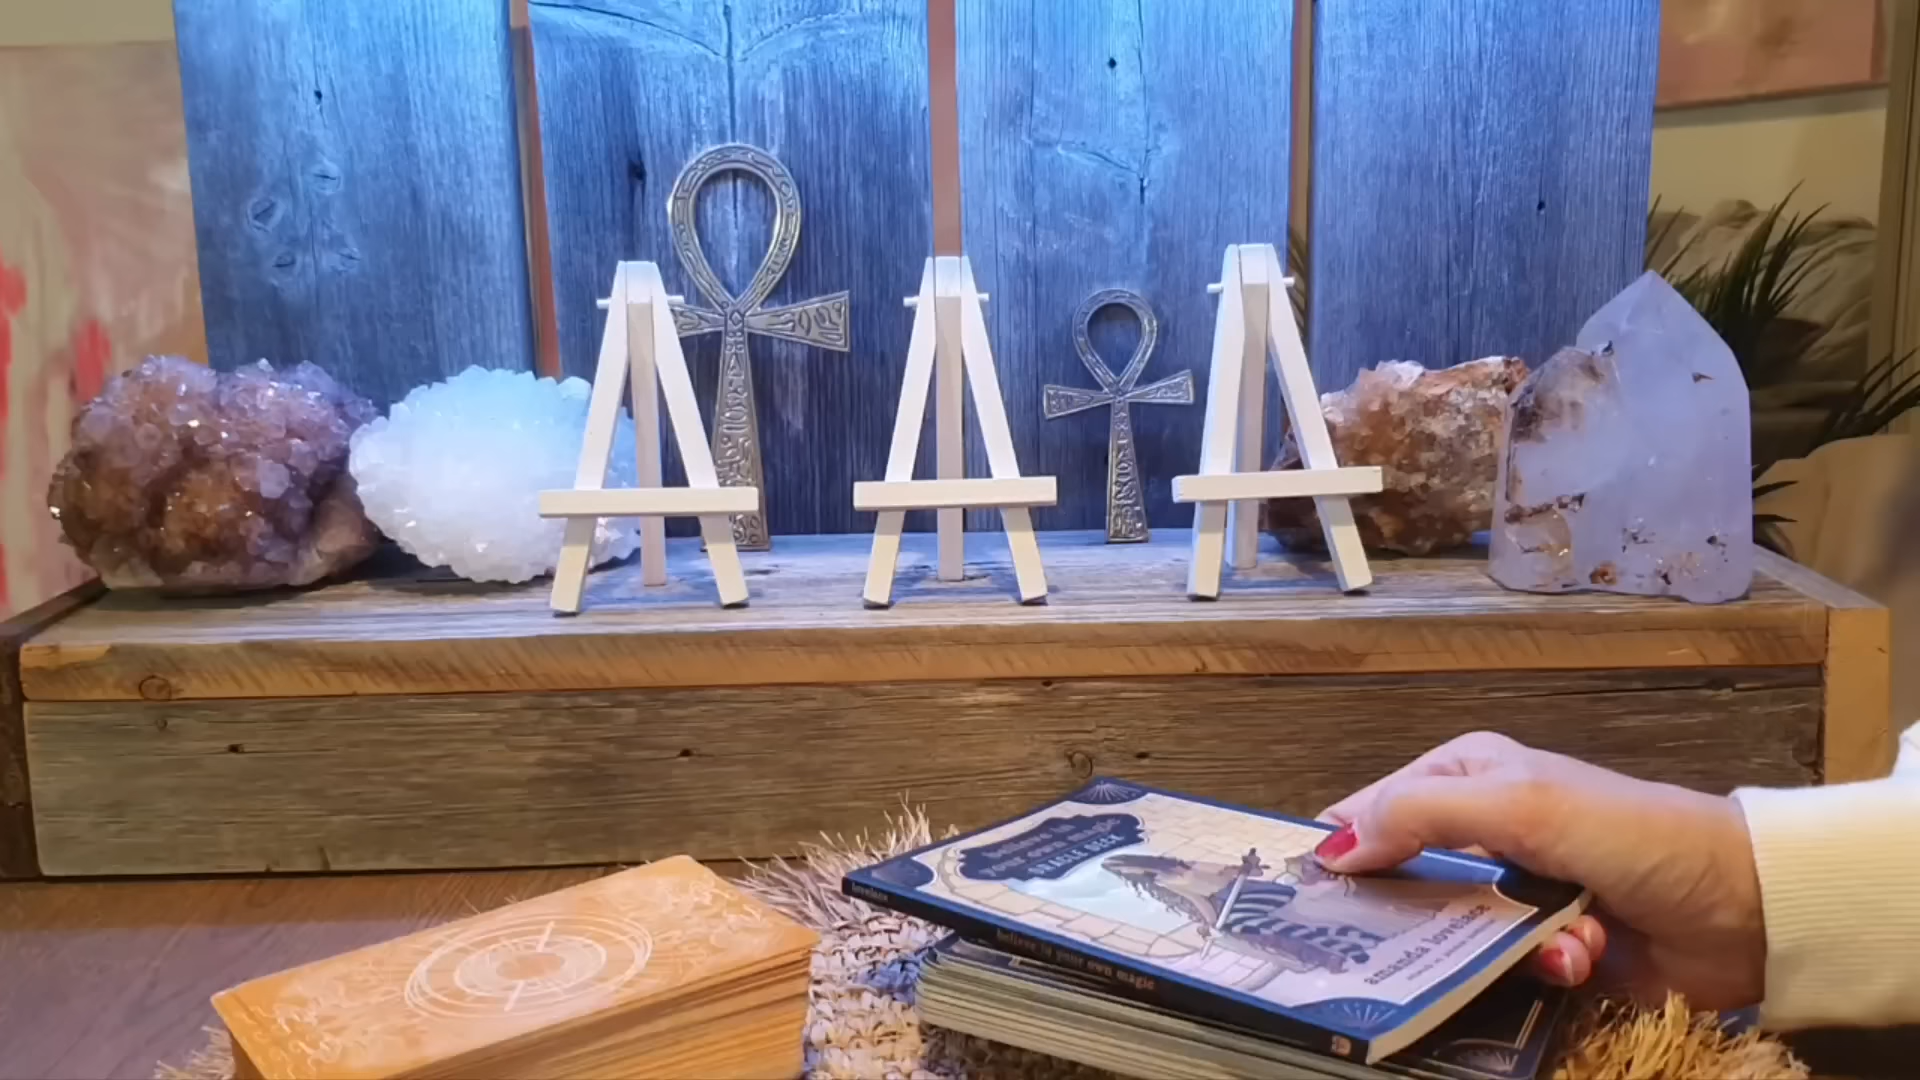 believe in
your own magic
ORACLE DECK
amanda lovelace
lovelace
believe in your own magic